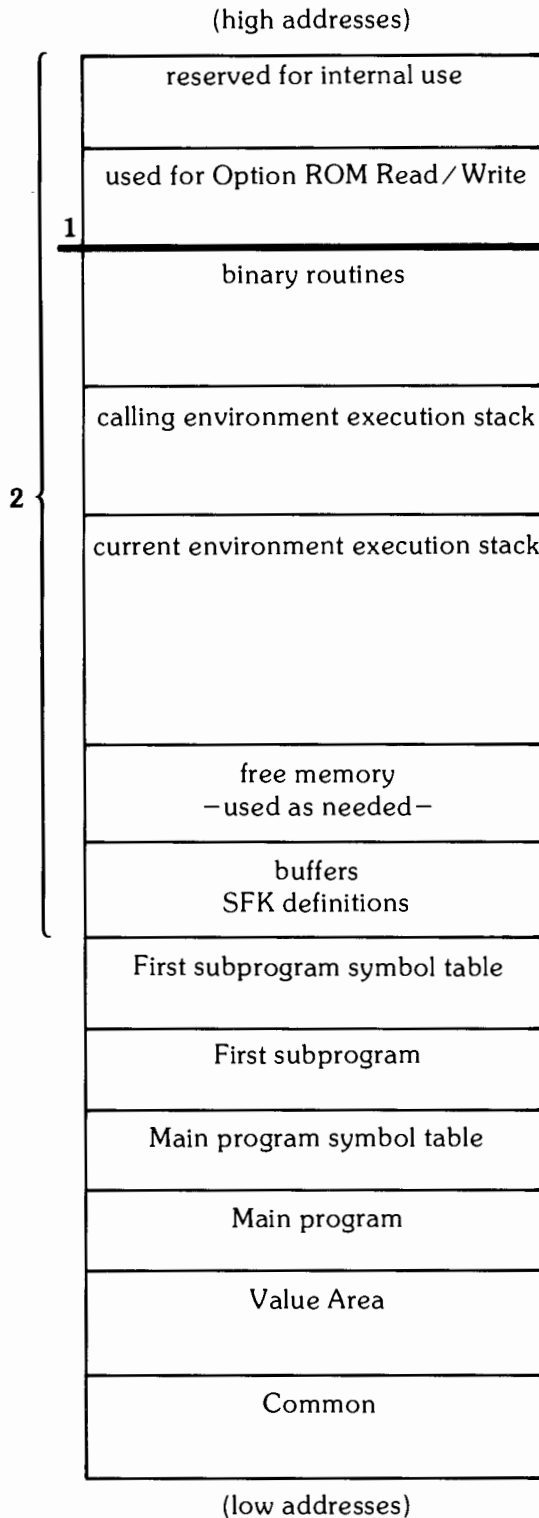 (high addresses)
reserved for internal use
used for Option ROM Read/Write
1
binary routines
calling environment execution stack
2
current environment execution stack
free memory
—used as needed—
buffers
SFK definitions
First subprogram symbol table
First subprogram
Main program symbol table
Main program
Value Area
Common
(low addresses)